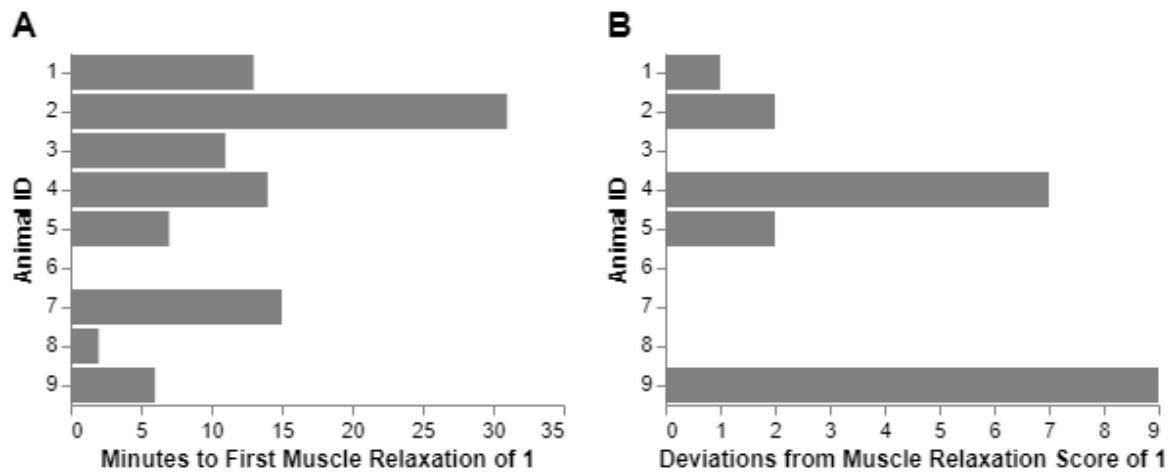 A
Animal ID
1
2
3
4
5
6
7
8
9
0 5 10 15 20 25 30 35
Minutes to First Muscle Relaxation of 1
B
Animal ID
1
2
3
4
5
6
7
8
9
0 1 2 3 4 5 6 7 8 9
Deviations from Muscle Relaxation Score of 1